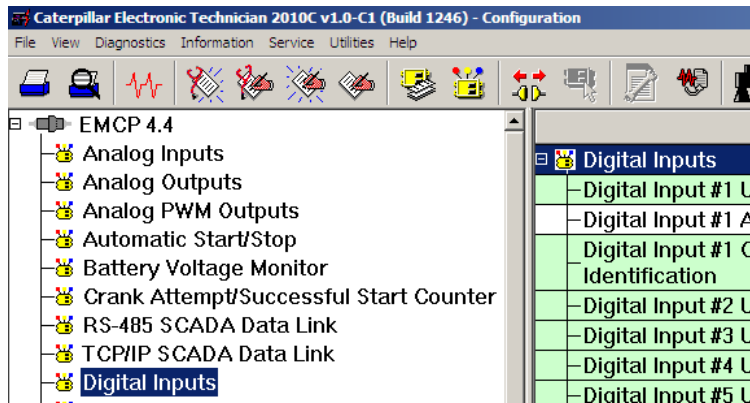 Caterpillar Electronic Technician 2010C v1.0-C1 (Build 1246) - Configuration
File View Diagnostics Information Service Utilities Help
EMCP 4.4
Analog Inputs
Analog Outputs
Analog PWM Outputs
Automatic Start/Stop
Battery Voltage Monitor
Crank Attempt/Successful Start Counter
RS-485 SCADA Data Link
TCP/IP SCADA Data Link
Digital Inputs
Digital Inputs
Digital Input #1 U
Digital Input #1 A
Digital Input #1
Identification
Digital Input #2 U
Digital Input #3 U
Digital Input #4 U
Digital Input #5 U